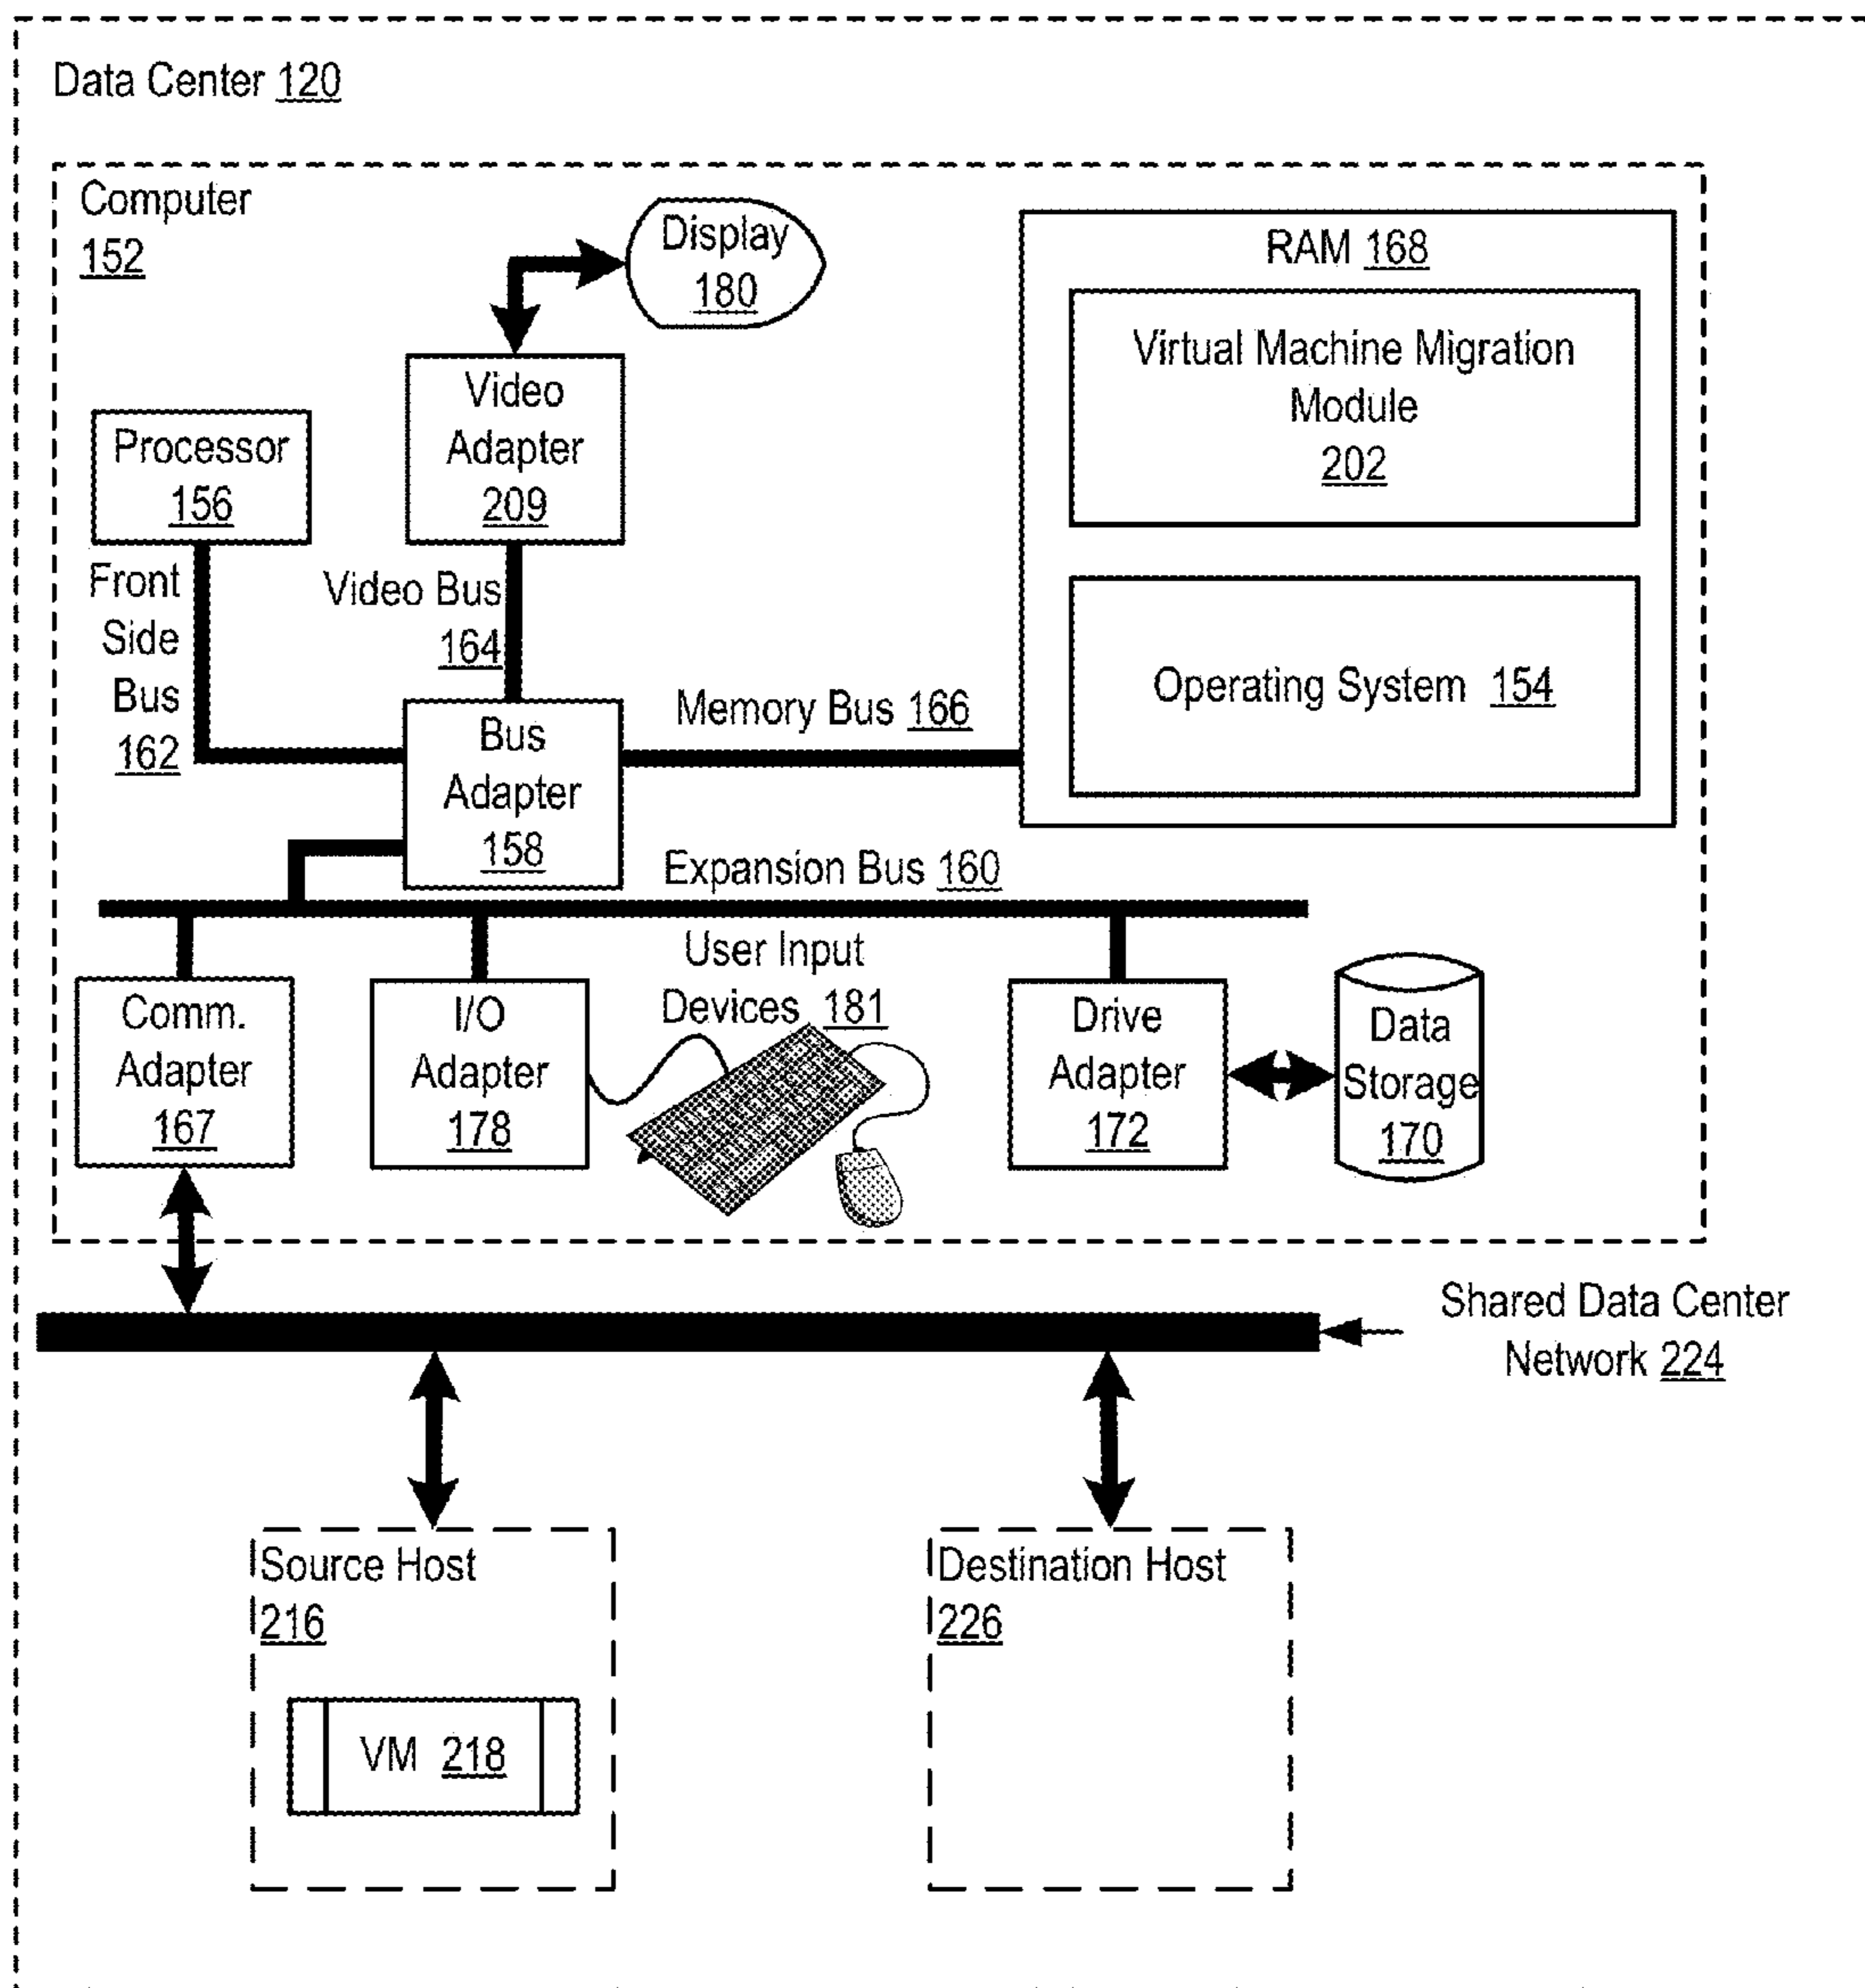 Data Center 120
Computer
152
Display
180
RAM 168
Virtual Machine Migration
Module
202
Video
Adapter
209
Processor
156
Front
Side
Bus
162
Video Bus
164
Operating System 154
Memory Bus 166
Bus
Adapter
158
Expansion Bus 160
User Input
Devices 181
Comm.
Adapter
167
I/O
Adapter
178
Drive
Adapter
172
Data
Storage
170
Shared Data Center
Network 224
Source Host
216
VM 218
Destination Host
226